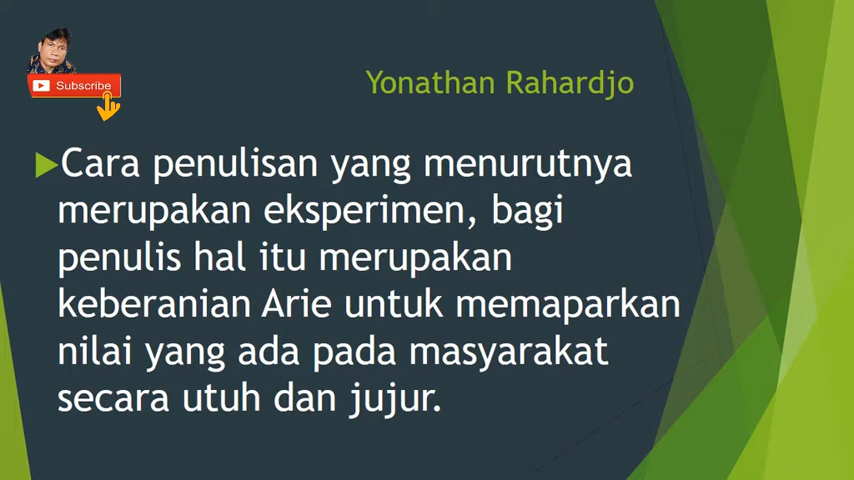 Subscribe
Yonathan Rahardjo
Cara penulisan yang menurutnya
merupakan eksperimen, bagi
penulis hal itu merupakan
keberanian Arie untuk memaparkan
nilai yang ada pada masyarakat
secara utuh dan jujur.